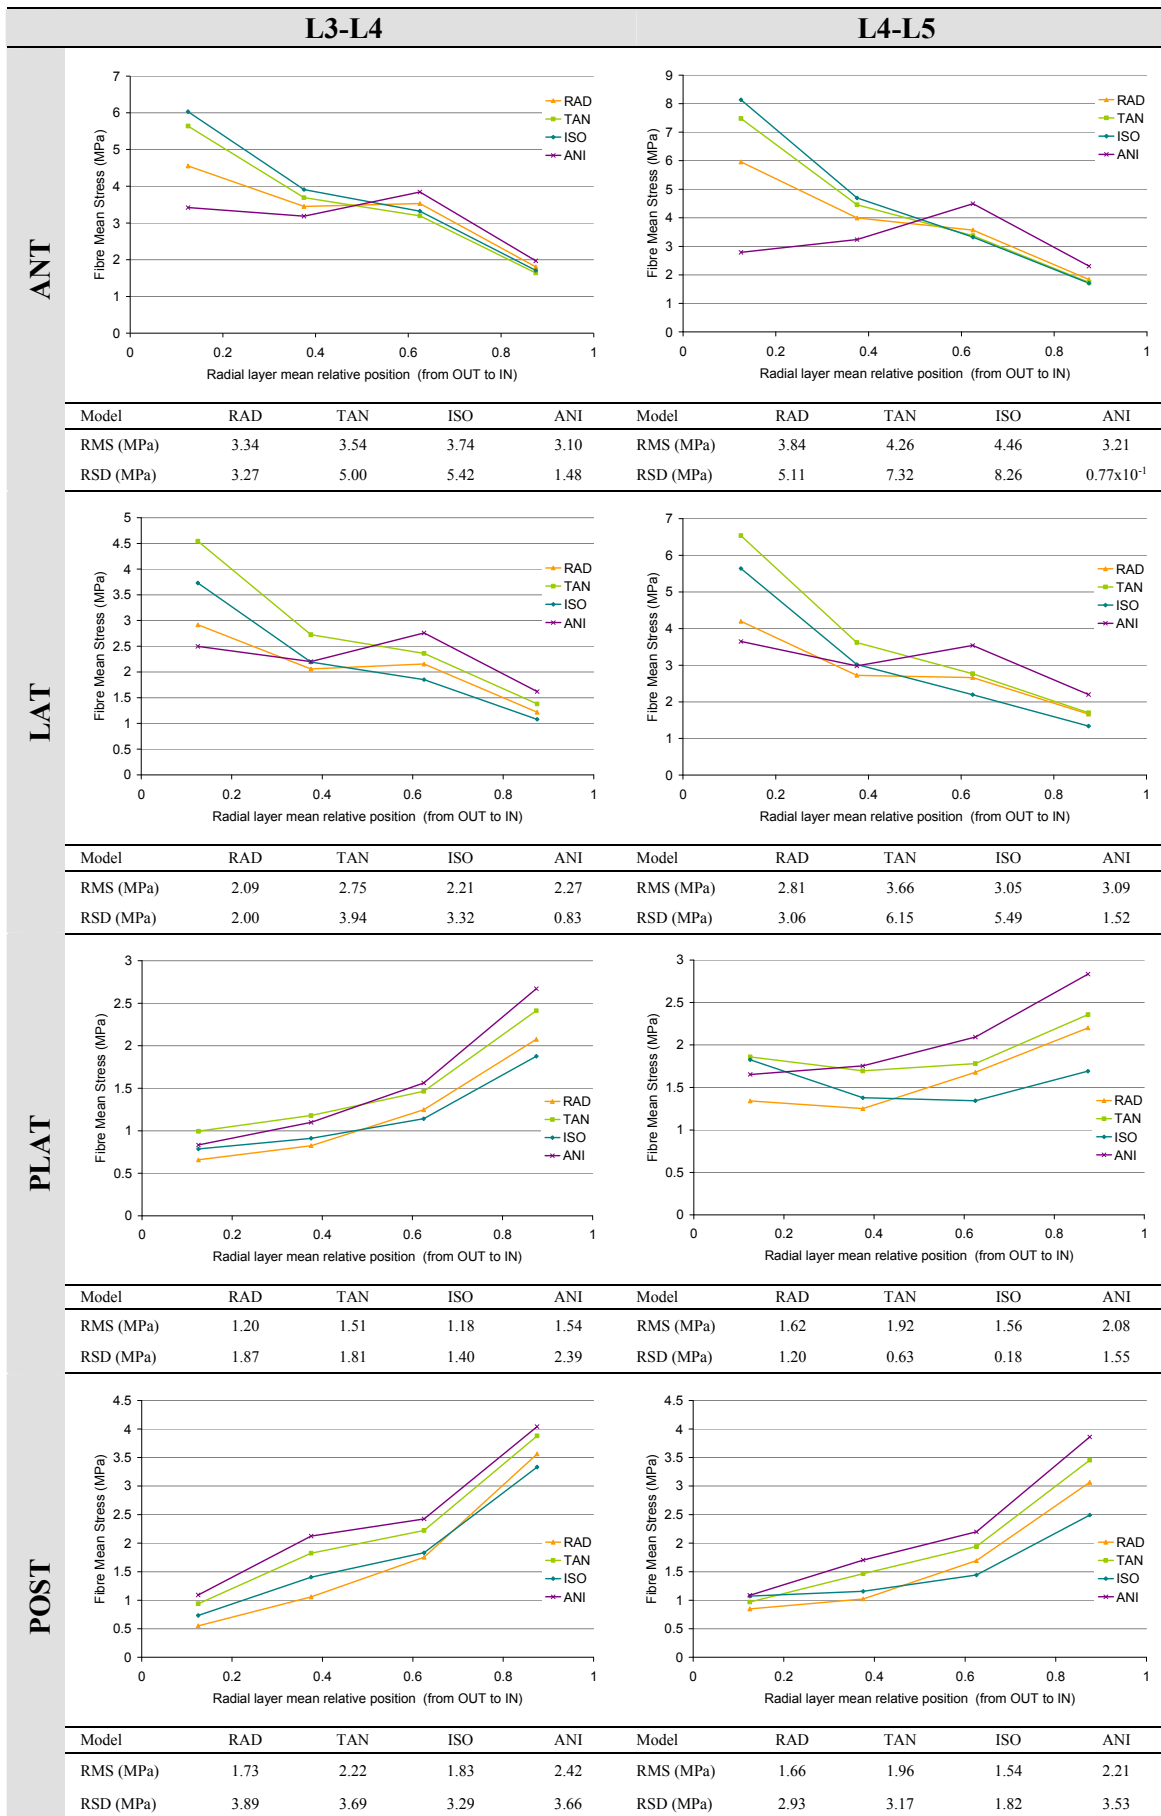 L3-L4 L4-L5
ANT
Fibre Mean Stress (MPa)
7
6
5
4
3
2
1
0
0 0.2 0.4 0.6 0.8 1
Radial layer mean relative position (from OUT to IN)
RAD
TAN
ISO
ANI
Fibre Mean Stress (MPa)
9
8
7
6
5
4
3
2
1
0
0 0.2 0.4 0.6 0.8 1
Radial layer mean relative position (from OUT to IN)
RAD
TAN
ISO
ANI
Model RAD TAN ISO ANI Model RAD TAN ISO ANI
RMS (MPa) 3.34 3.54 3.74 3.10 RMS (MPa) 3.84 4.26 4.46 3.21
RSD (MPa) 3.27 5.00 5.42 1.48 RSD (MPa) 5.11 7.32 8.26 0.77x10⁻¹
LAT
Fibre Mean Stress (MPa)
5
4.5
4
3.5
3
2.5
2
1.5
1
0.5
0
0 0.2 0.4 0.6 0.8 1
Radial layer mean relative position (from OUT to IN)
RAD
TAN
ISO
ANI
Fibre Mean Stress (MPa)
7
6
5
4
3
2
1
0
0 0.2 0.4 0.6 0.8 1
Radial layer mean relative position (from OUT to IN)
RAD
TAN
ISO
ANI
Model RAD TAN ISO ANI Model RAD TAN ISO ANI
RMS (MPa) 2.09 2.75 2.21 2.27 RMS (MPa) 2.81 3.66 3.05 3.09
RSD (MPa) 2.00 3.94 3.32 0.83 RSD (MPa) 3.06 6.15 5.49 1.52
PLAT
Fibre Mean Stress (MPa)
3
2.5
2
1.5
1
0.5
0
0 0.2 0.4 0.6 0.8 1
Radial layer mean relative position (from OUT to IN)
RAD
TAN
ISO
ANI
Fibre Mean Stress (MPa)
3
2.5
2
1.5
1
0.5
0
0 0.2 0.4 0.6 0.8 1
Radial layer mean relative position (from OUT to IN)
RAD
TAN
ISO
ANI
Model RAD TAN ISO ANI Model RAD TAN ISO ANI
RMS (MPa) 1.20 1.51 1.18 1.54 RMS (MPa) 1.62 1.92 1.56 2.08
RSD (MPa) 1.87 1.81 1.40 2.39 RSD (MPa) 1.20 0.63 0.18 1.55
POST
Fibre Mean Stress (MPa)
4.5
4
3.5
3
2.5
2
1.5
1
0.5
0
0 0.2 0.4 0.6 0.8 1
Radial layer mean relative position (from OUT to IN)
RAD
TAN
ISO
ANI
Fibre Mean Stress (MPa)
4.5
4
3.5
3
2.5
2
1.5
1
0.5
0
0 0.2 0.4 0.6 0.8 1
Radial layer mean relative position (from OUT to IN)
RAD
TAN
ISO
ANI
Model RAD TAN ISO ANI Model RAD TAN ISO ANI
RMS (MPa) 1.73 2.22 1.83 2.42 RMS (MPa) 1.66 1.96 1.54 2.21
RSD (MPa) 3.89 3.69 3.29 3.66 RSD (MPa) 2.93 3.17 1.82 3.53